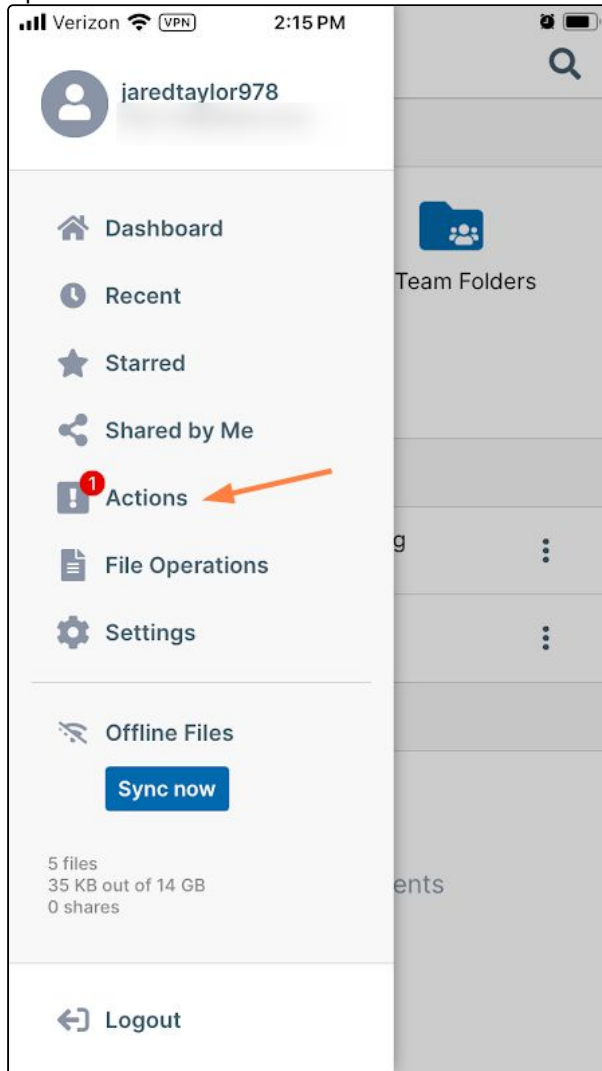 Verizon VPN 2:15 PM
jaredtaylor978
Dashboard
Team Folders
Recent
Starred
Shared by Me
1
Actions
g
File Operations
Settings
Offline Files
Sync now
5 files
35 KB out of 14 GB
ents
0 shares
Logout